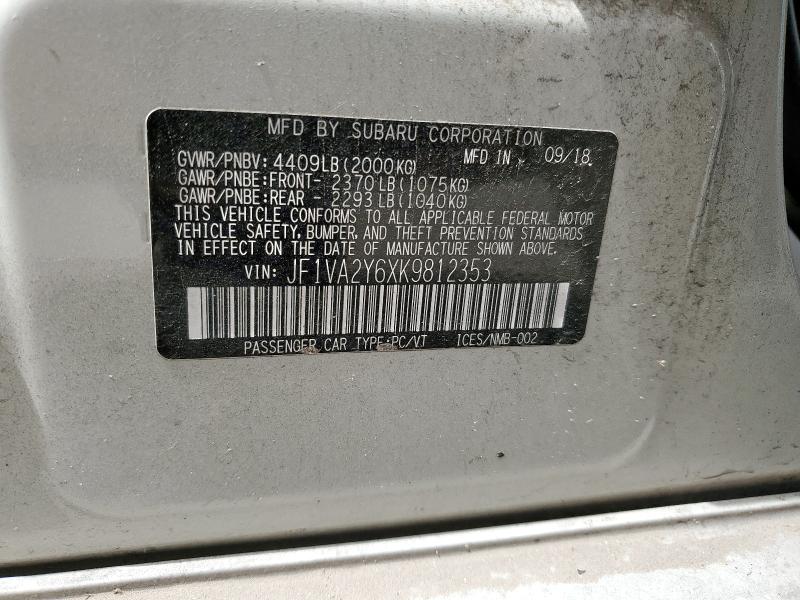 MFD BY SUBARU CORPORATION
GVWR/PNBV: 4409LB(2000KG) MFD IN 09/18
GAWR/PNBE:FRONT- 2370LB(1075KG)
GAWR/PNBE:REAR - 2293LB(1040KG)
THIS VEHICLE CONFORMS TO ALL APPLICABLE FEDERAL MOTOR
VEHICLE SAFETY, BUMPER, AND THEFT PREVENTION STANDARDS
IN EFFECT ON THE DATE OF MANUFACTURE SHOWN ABOVE.
VIN: JF1VA2Y6XK9812353
PASSENGER CAR TYPE:PC/VT ICES/NMB-002